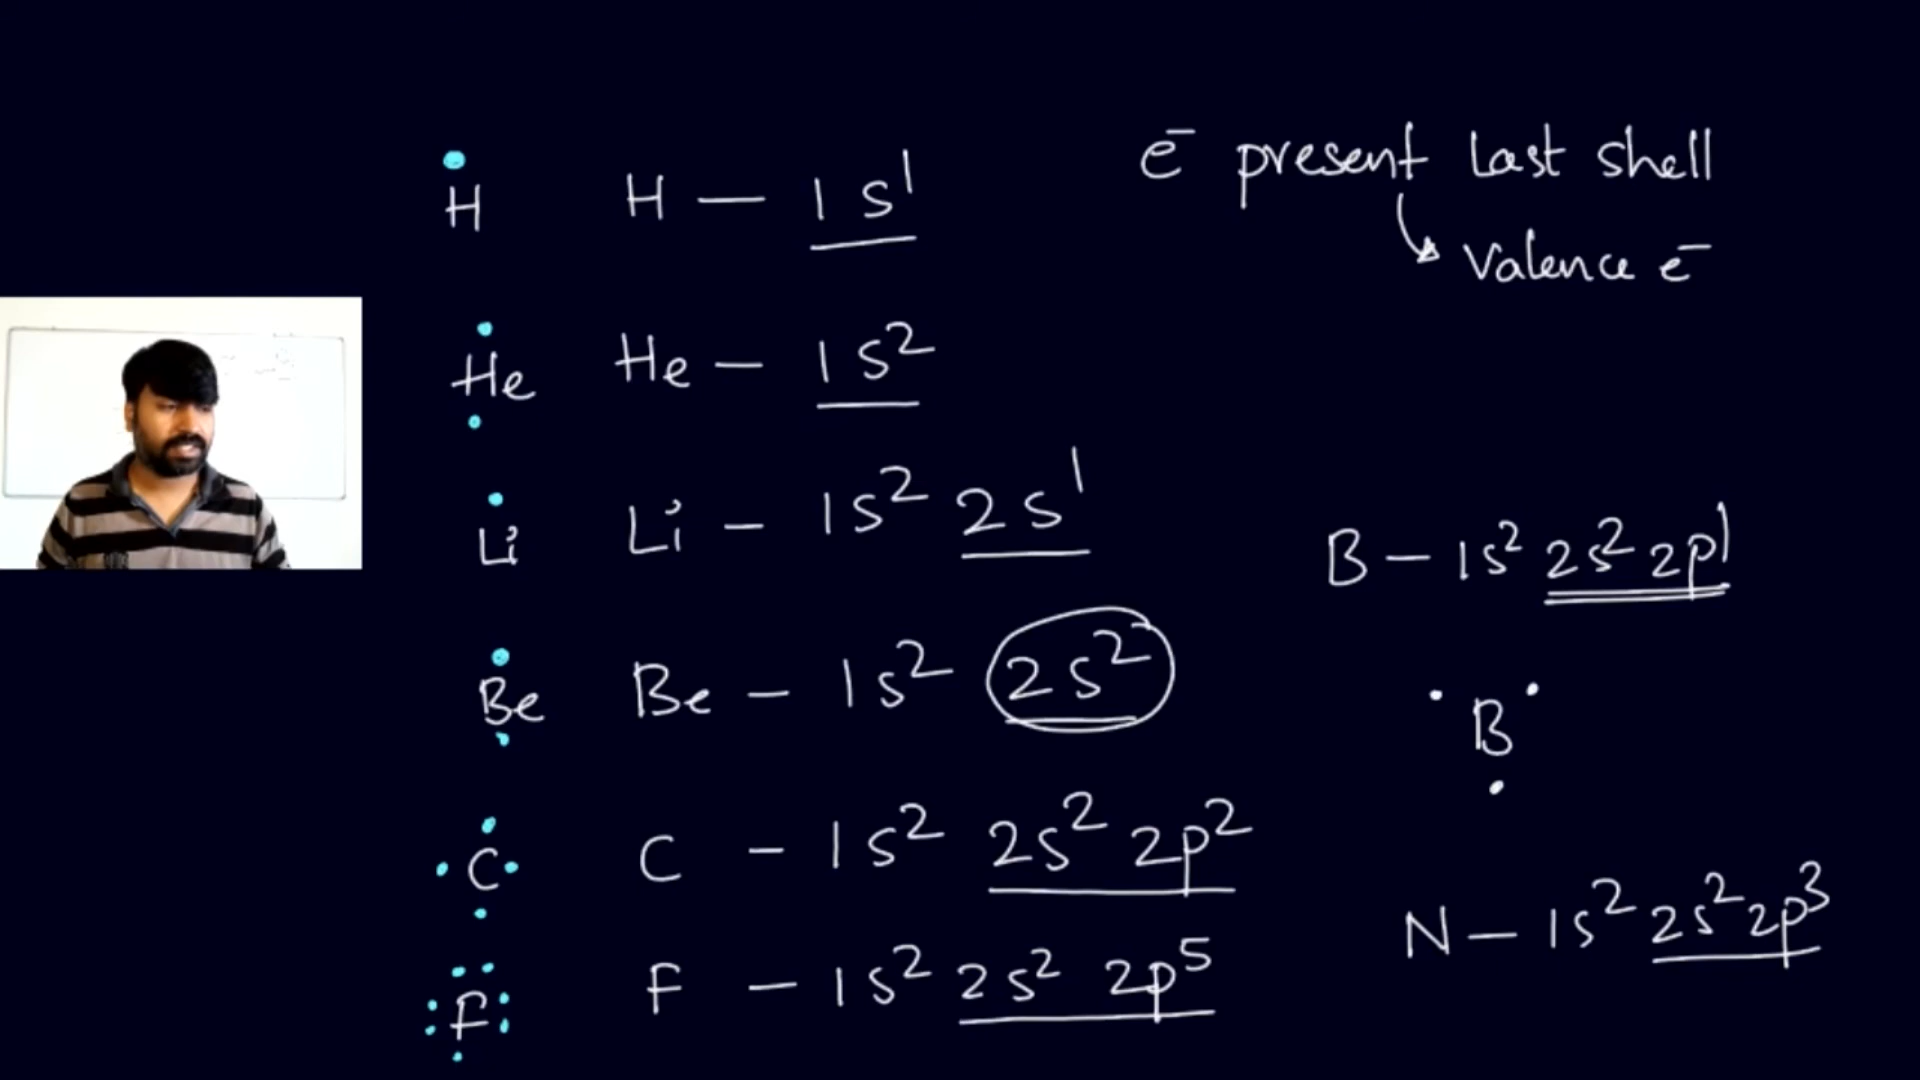 H H — 1s¹
He He — 1s²
Li Li – 1s² 2s¹
Be Be – 1s² 2s²
C C – 1s² 2s² 2p²
F F – 1s² 2s² 2p⁵
e⁻ present last shell
Valence e⁻
B – 1s² 2s² 2p¹
B
N – 1s² 2s² 2p³